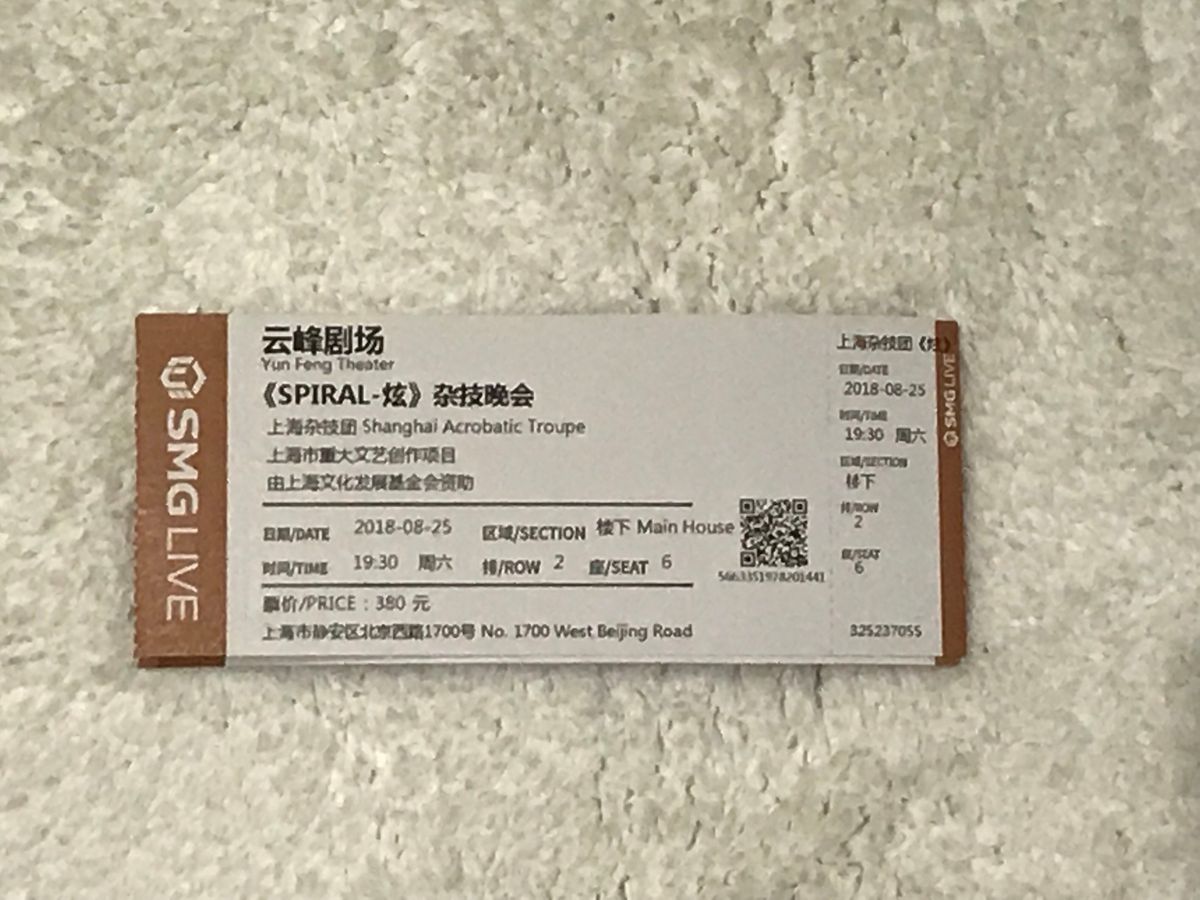 SMG LIVE
云峰剧场
Yun Feng Theater
《SPIRAL-炫》杂技晚会
上海杂技团 Shanghai Acrobatic Troupe
上海市重大文艺创作项目
由上海文化发展基金会资助
日期/DATE 2018-08-25 区域/SECTION 楼下 Main House
时间/TIME 19:30 周六 排/ROW 2 座/SEAT 6
5663351978201441
票价/PRICE：380 元
上海市静安区北京西路1700号 No. 1700 West Beijing Road
上海杂技团《炫》
日期/DATE
2018-08-25
时间/TIME
19:30 周六
区域/SECTION
楼下
排/ROW
2
座/SEAT
6
325237055
SMG LIVE